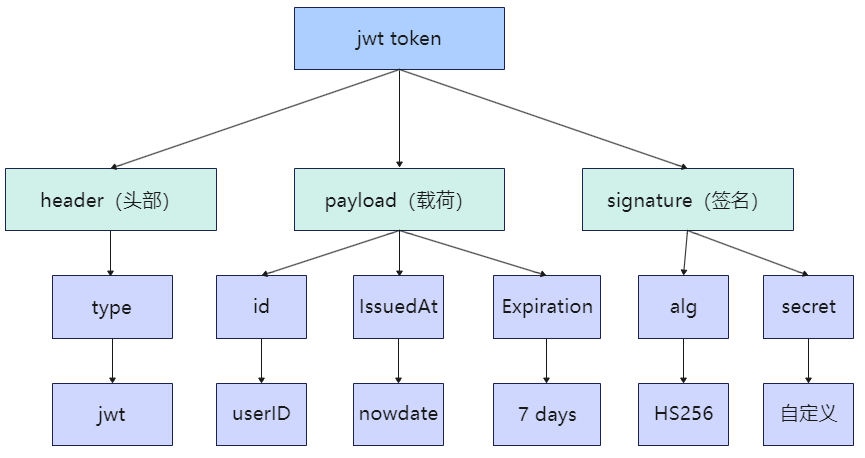 jwt token
header（头部）
payload（载荷）
signature（签名）
type
id
IssuedAt
Expiration
alg
secret
jwt
userID
nowdate
7 days
HS256
自定义